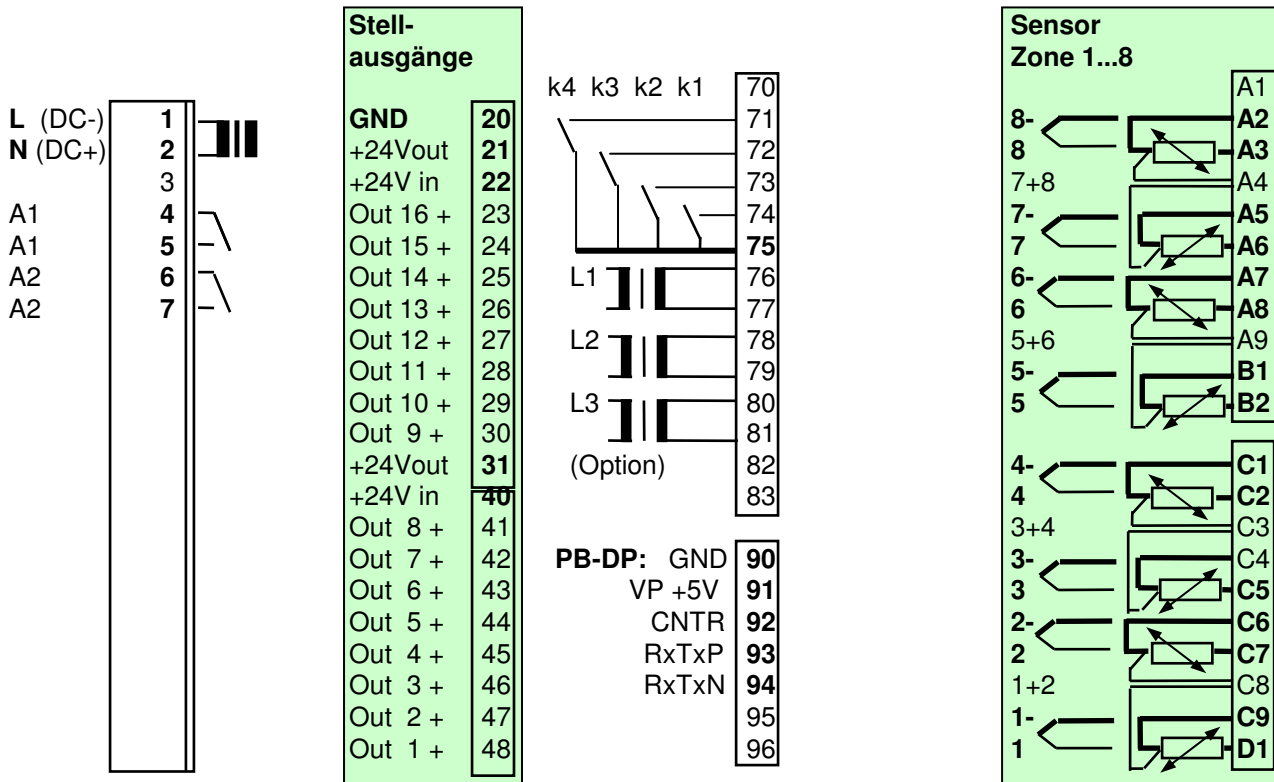 L (DC-) 1
N (DC+) 2
3
A1 4
A1 5
A2 6
A2 7
Stell-
ausgänge
GND 20
+24Vout 21
+24V in 22
Out 16 + 23
Out 15 + 24
Out 14 + 25
Out 13 + 26
Out 12 + 27
Out 11 + 28
Out 10 + 29
Out 9 + 30
+24Vout 31
+24V in 40
Out 8 + 41
Out 7 + 42
Out 6 + 43
Out 5 + 44
Out 4 + 45
Out 3 + 46
Out 2 + 47
Out 1 + 48
k4 k3 k2 k1 70
71
72
73
74
75
L1 76
77
L2 78
79
L3 80
81
(Option) 82
83
PB-DP: GND 90
VP +5V 91
CNTR 92
RxTxP 93
RxTxN 94
95
96
Sensor
Zone 1...8
A1
8- A2
8 A3
7+8 A4
7- A5
7 A6
6- A7
6 A8
5+6 A9
5- B1
5 B2
4- C1
4 C2
3+4 C3
3- C4
3 C5
2- C6
2 C7
1+2 C8
1- C9
1 D1